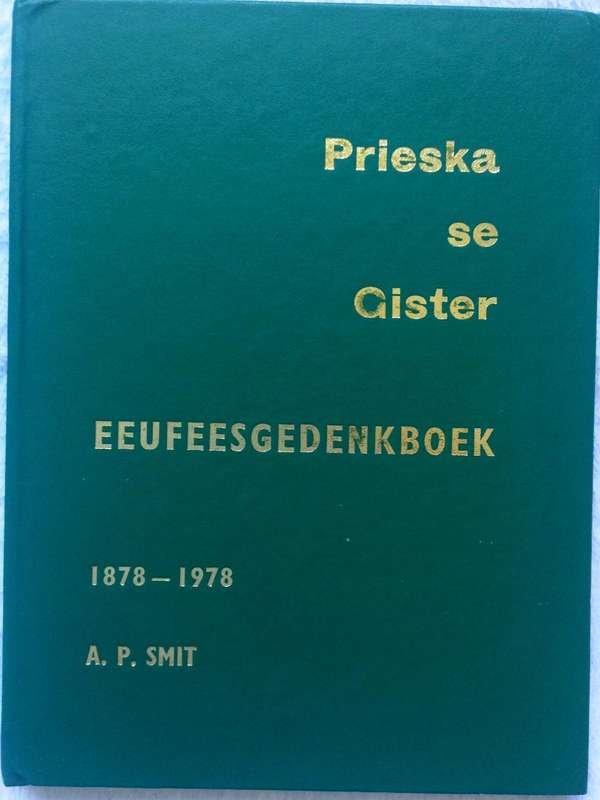 Prieska
se
Gister
EEUFEESGEDENKBOEK
1878 – 1978
A. P. SMIT